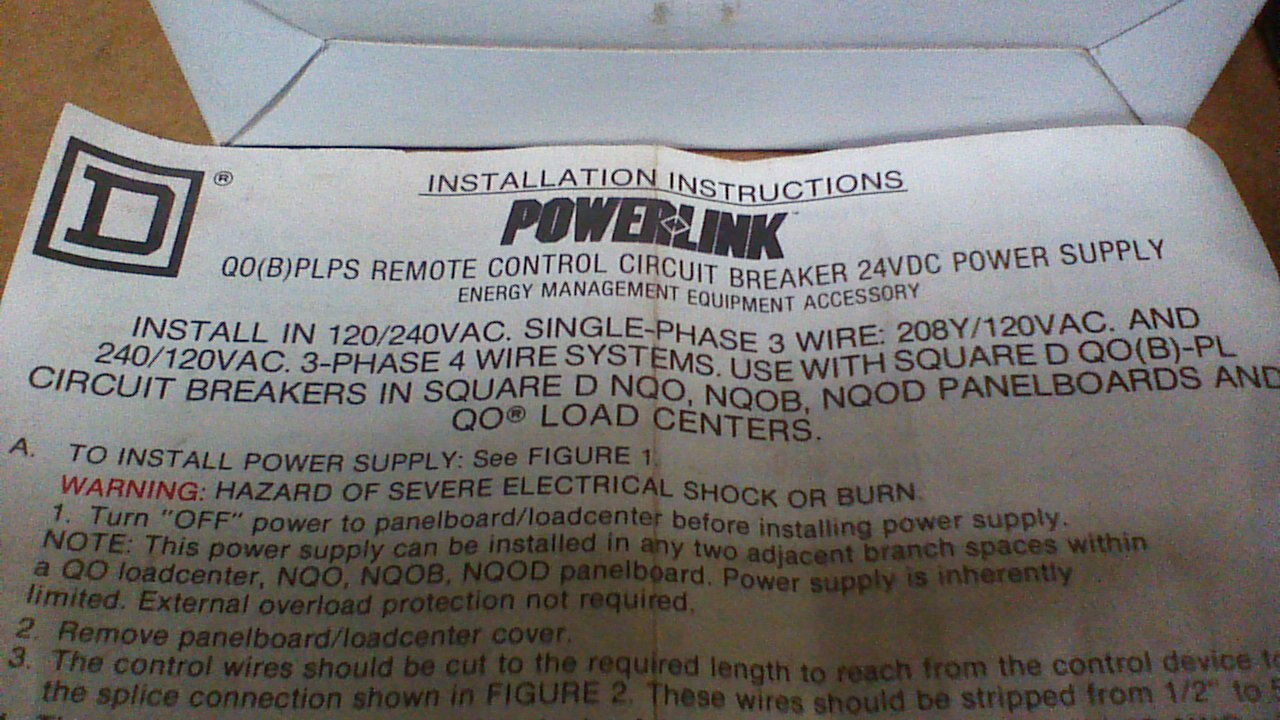 D ®
INSTALLATION INSTRUCTIONS
POWERLINK™
QO(B)PLPS REMOTE CONTROL CIRCUIT BREAKER 24VDC POWER SUPPLY
ENERGY MANAGEMENT EQUIPMENT ACCESSORY
INSTALL IN 120/240VAC. SINGLE-PHASE 3 WIRE: 208Y/120VAC. AND
240/120VAC. 3-PHASE 4 WIRE SYSTEMS. USE WITH SQUARE D QO(B)-PL
CIRCUIT BREAKERS IN SQUARE D NQO, NQOB, NQOD PANELBOARDS AND
QO® LOAD CENTERS.
A. TO INSTALL POWER SUPPLY: See FIGURE 1.
WARNING: HAZARD OF SEVERE ELECTRICAL SHOCK OR BURN.
1. Turn "OFF" power to panelboard/loadcenter before installing power supply.
NOTE: This power supply can be installed in any two adjacent branch spaces within
a QO loadcenter, NQO, NQOB, NQOD panelboard. Power supply is inherently
limited. External overload protection not required.
2. Remove panelboard/loadcenter cover.
3. The control wires should be cut to the required length to reach from the control device
the splice connection shown in FIGURE 2. These wires should be stripped from 1/2" to